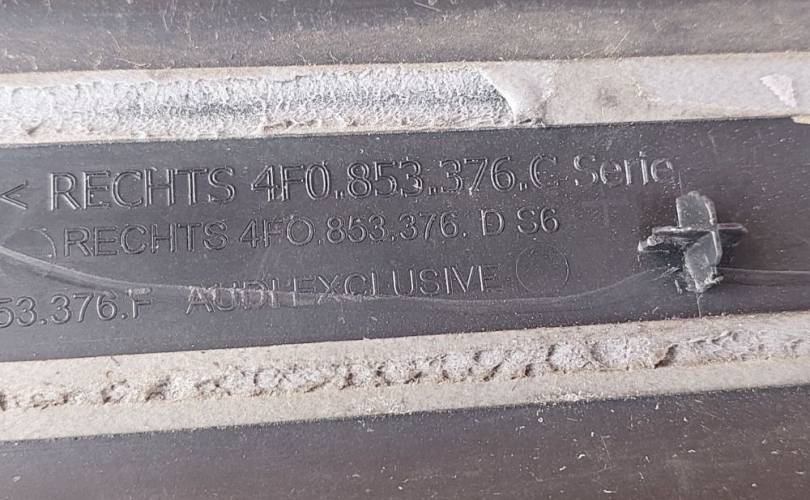 < RECHTS 4F0.853.376.C Serie
RECHTS 4F0.853.376. D S6
53.376.F AUDI EXCLUSIVE